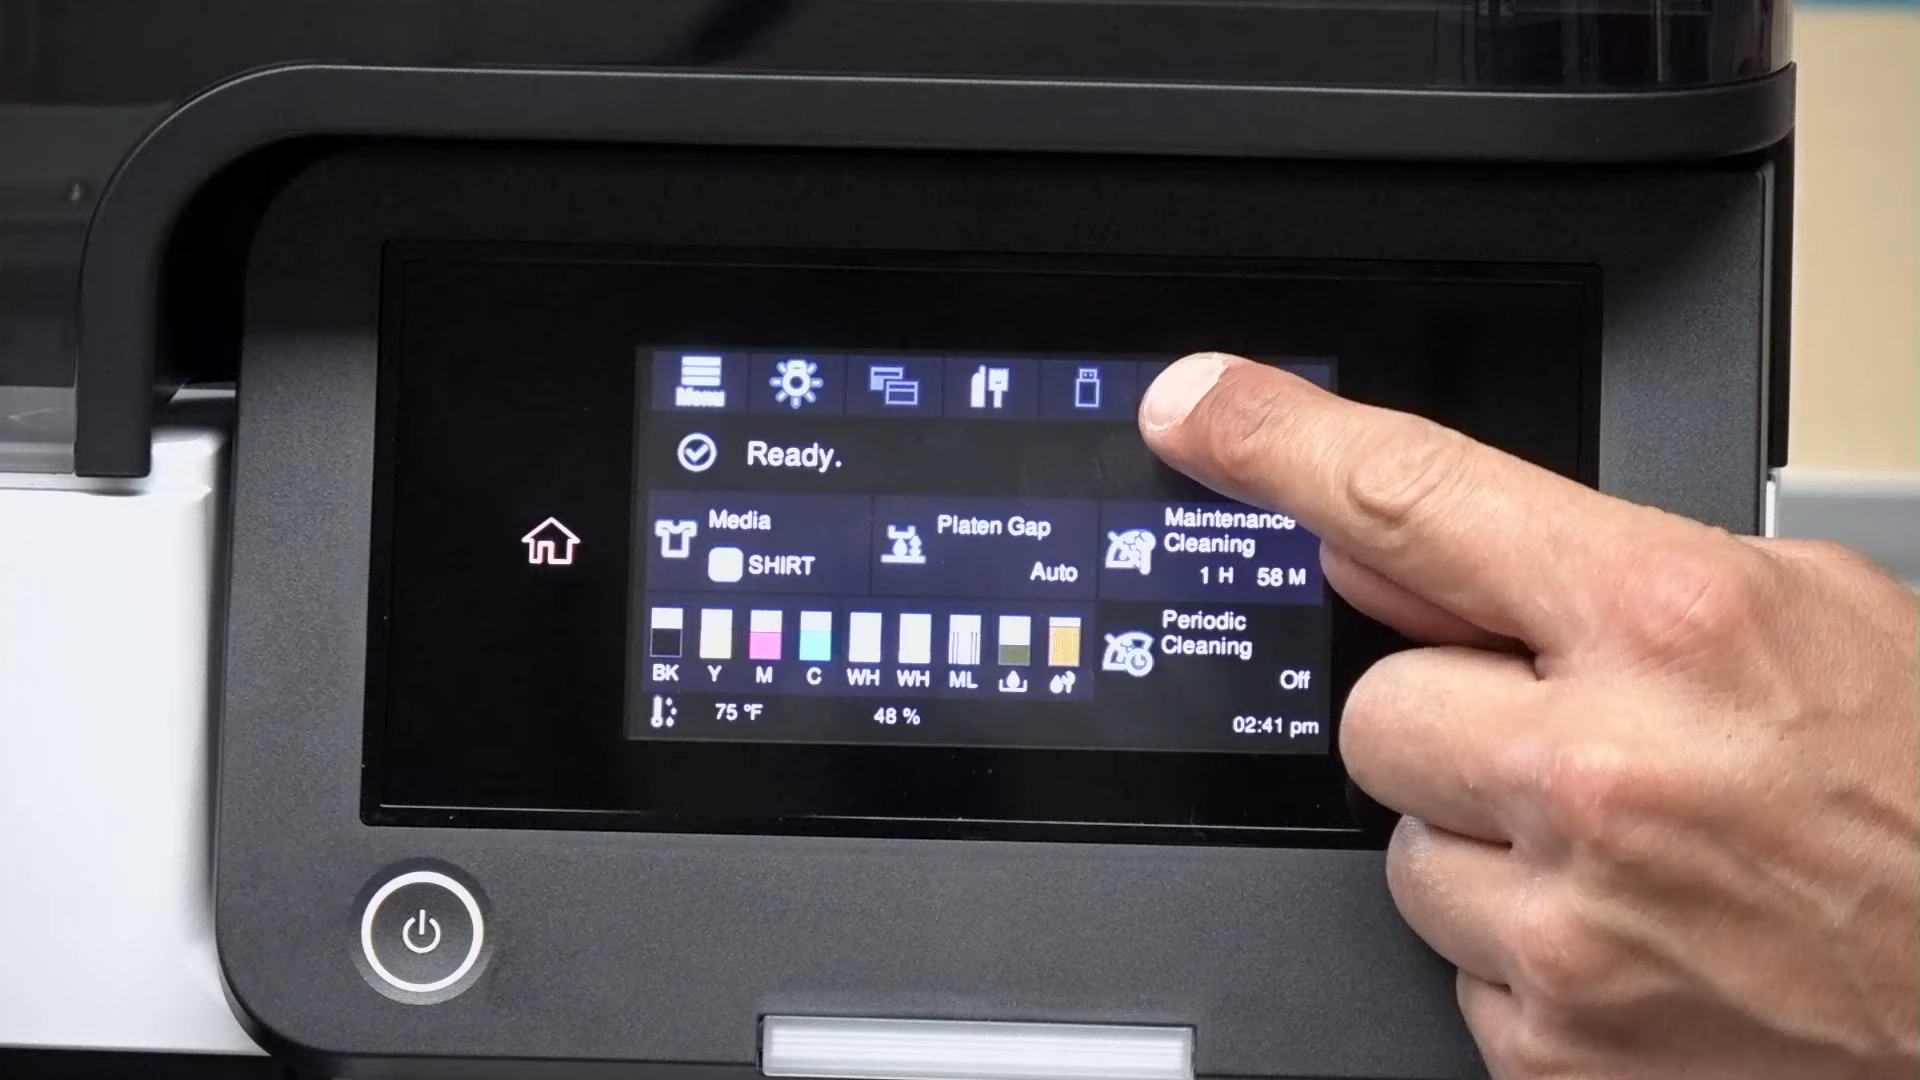 Menu
Ready.
Media
SHIRT
Platen Gap
Auto
Maintenance
Cleaning
1 H 58 M
BK Y M C WH WH ML
Periodic
Cleaning
Off
75 °F 48 %
02:41 pm